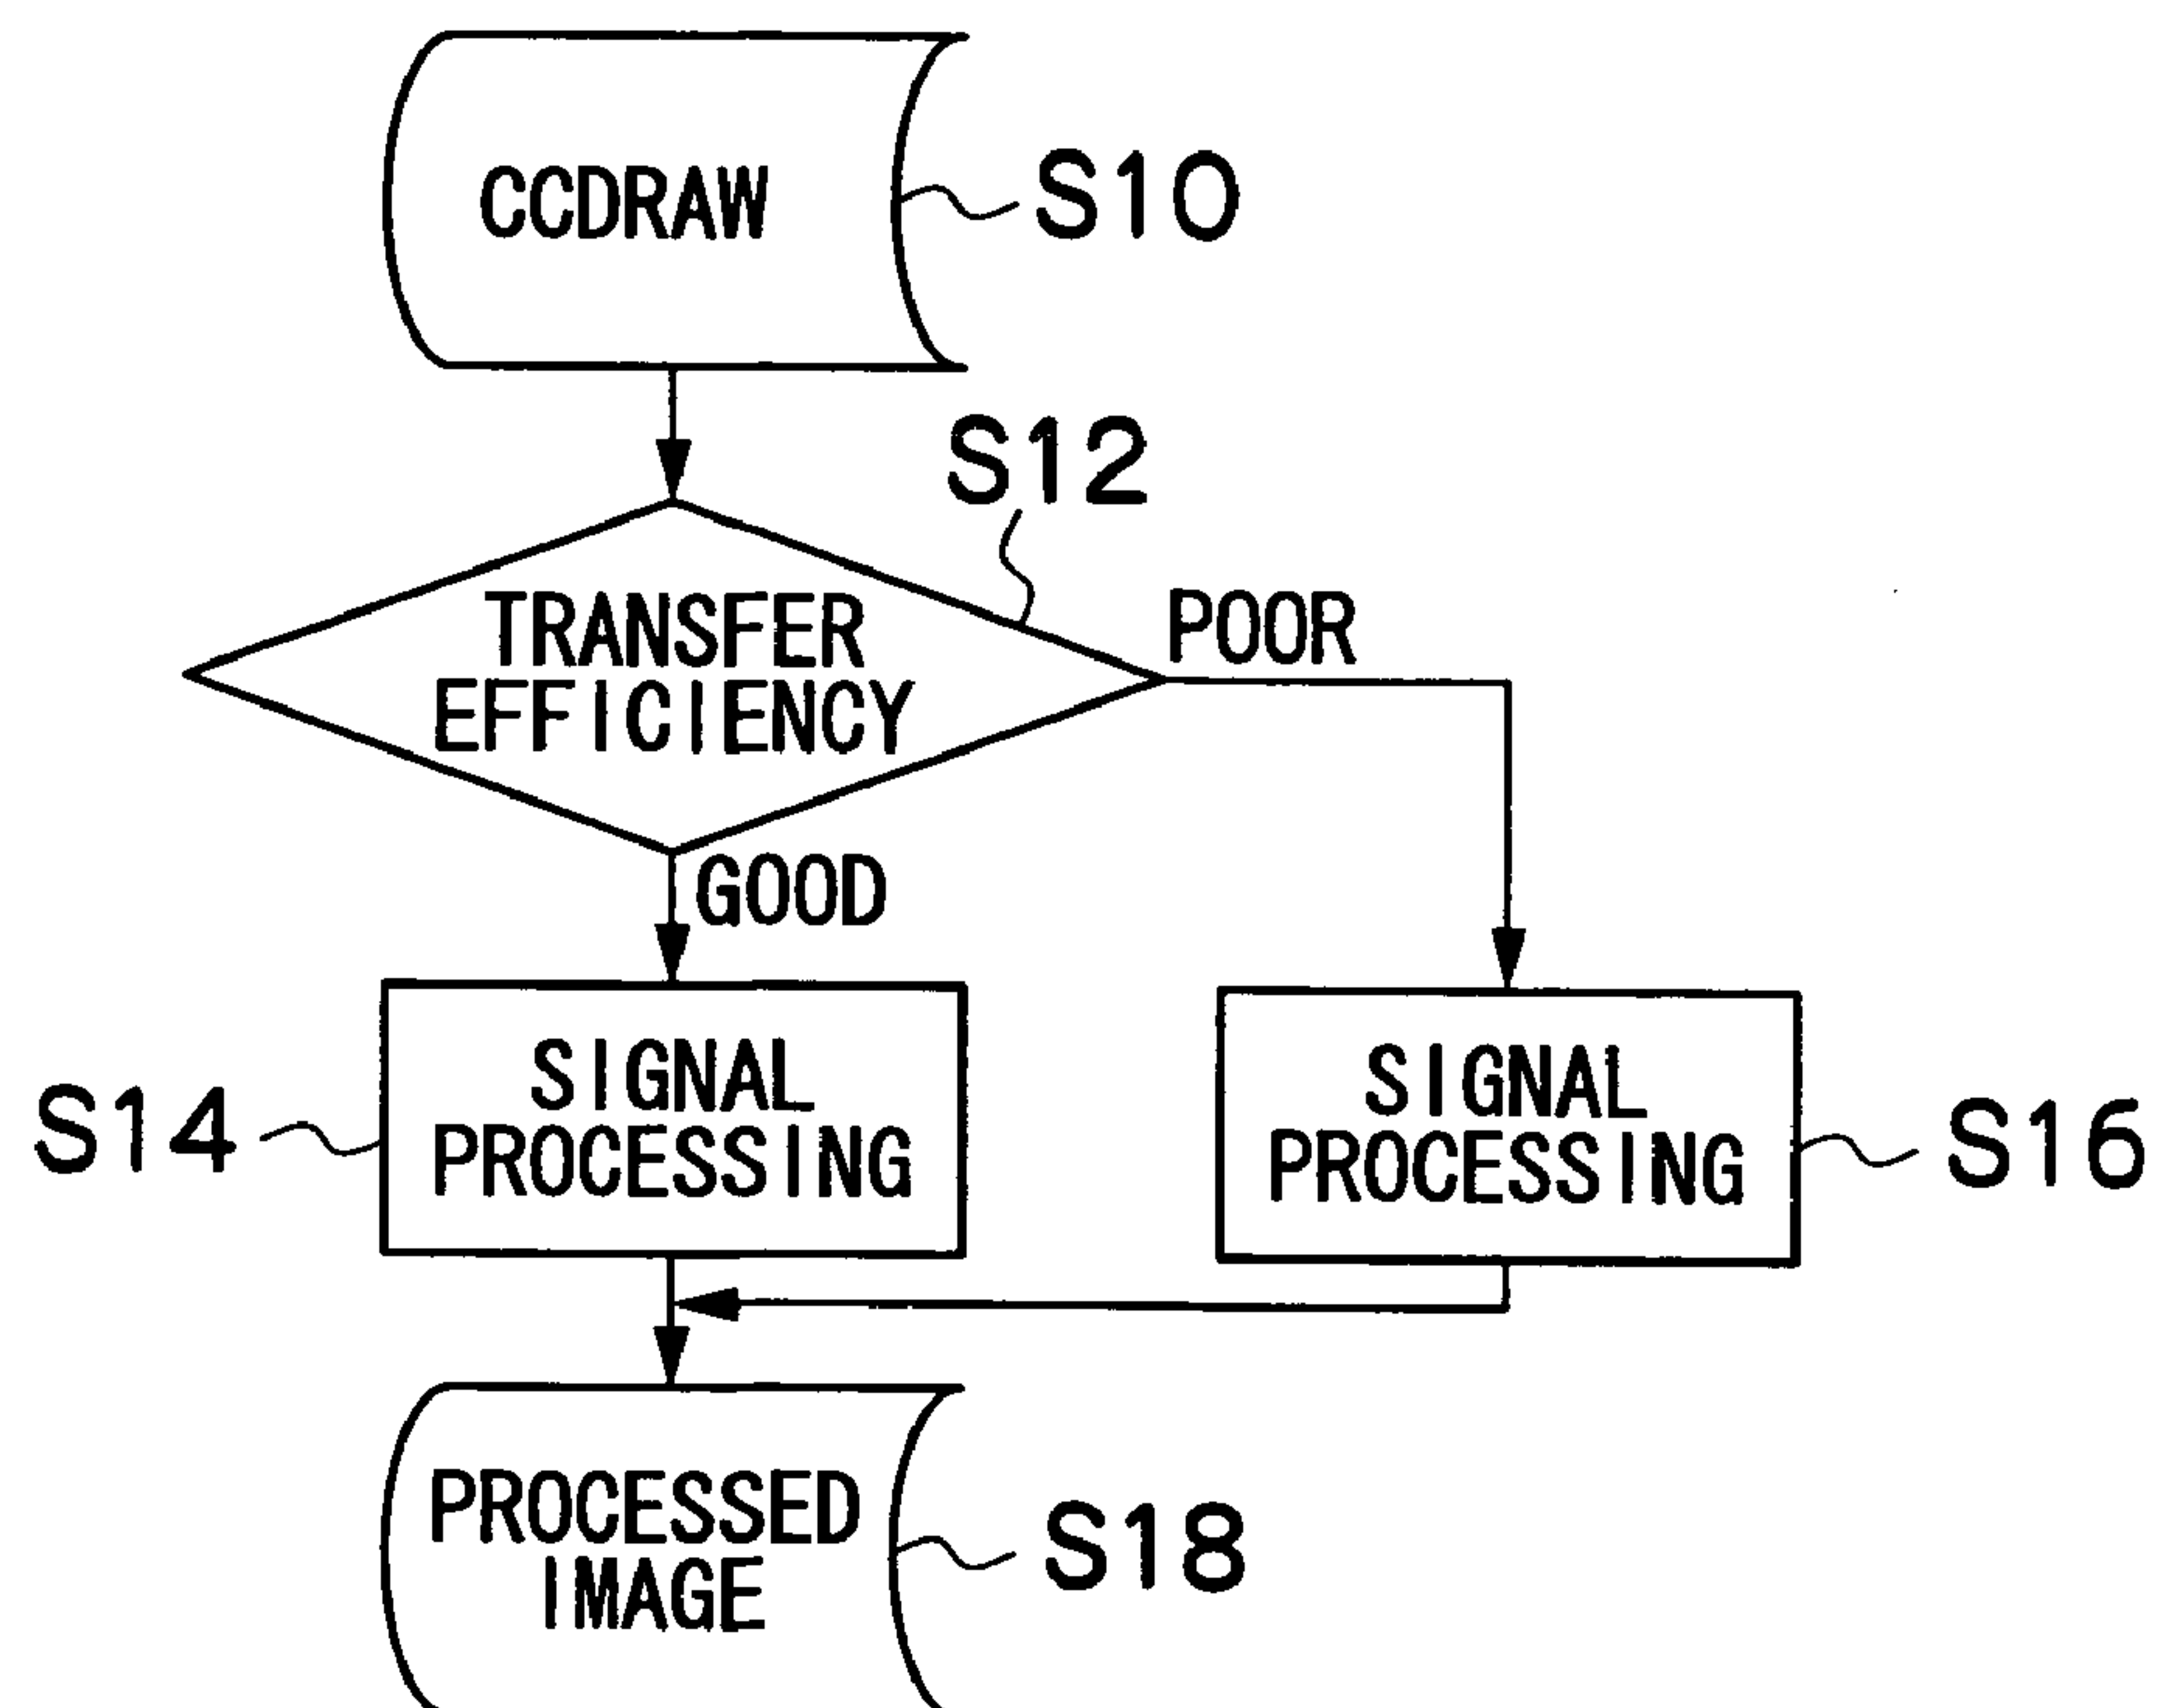 CCDRAW
S10
S12
TRANSFER
EFFICIENCY
POOR
GOOD
SIGNAL
PROCESSING
S14
SIGNAL
PROCESSING
S16
PROCESSED
IMAGE
S18